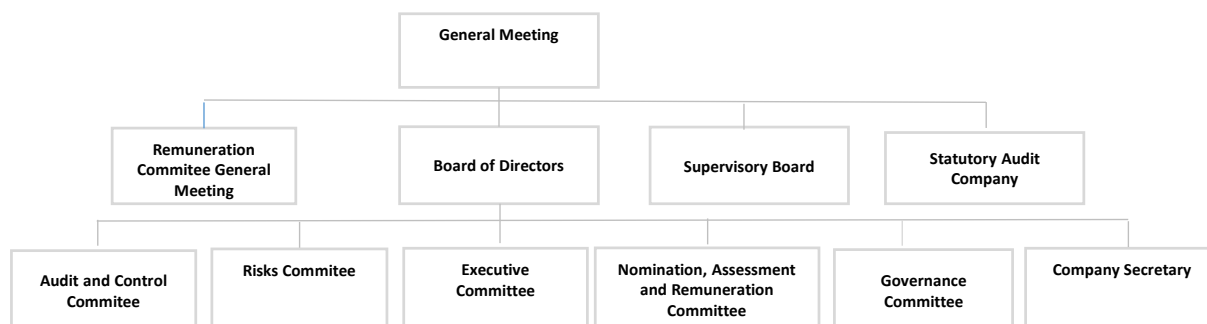 General Meeting
Remuneration
Commitee General
Meeting
Board of Directors
Supervisory Board
Statutory Audit
Company
Audit and Control
Commitee
Risks Commitee
Executive
Committee
Nomination, Assessment
and Remuneration
Committee
Governance
Committee
Company Secretary